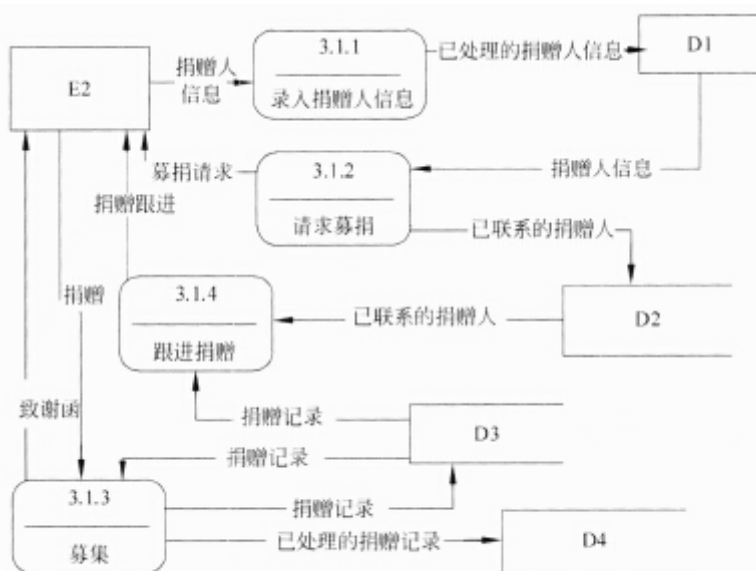 E2
捐赠人
信息
3.1.1
录入捐赠人信息
已处理的捐赠人信息
D1
募捐请求
3.1.2
请求募捐
捐赠人信息
捐赠跟进
已联系的捐赠人
捐赠
3.1.4
跟进捐赠
已联系的捐赠人
D2
致谢函
捐赠记录
D3
捐赠记录
3.1.3
募集
捐赠记录
已处理的捐赠记录
D4